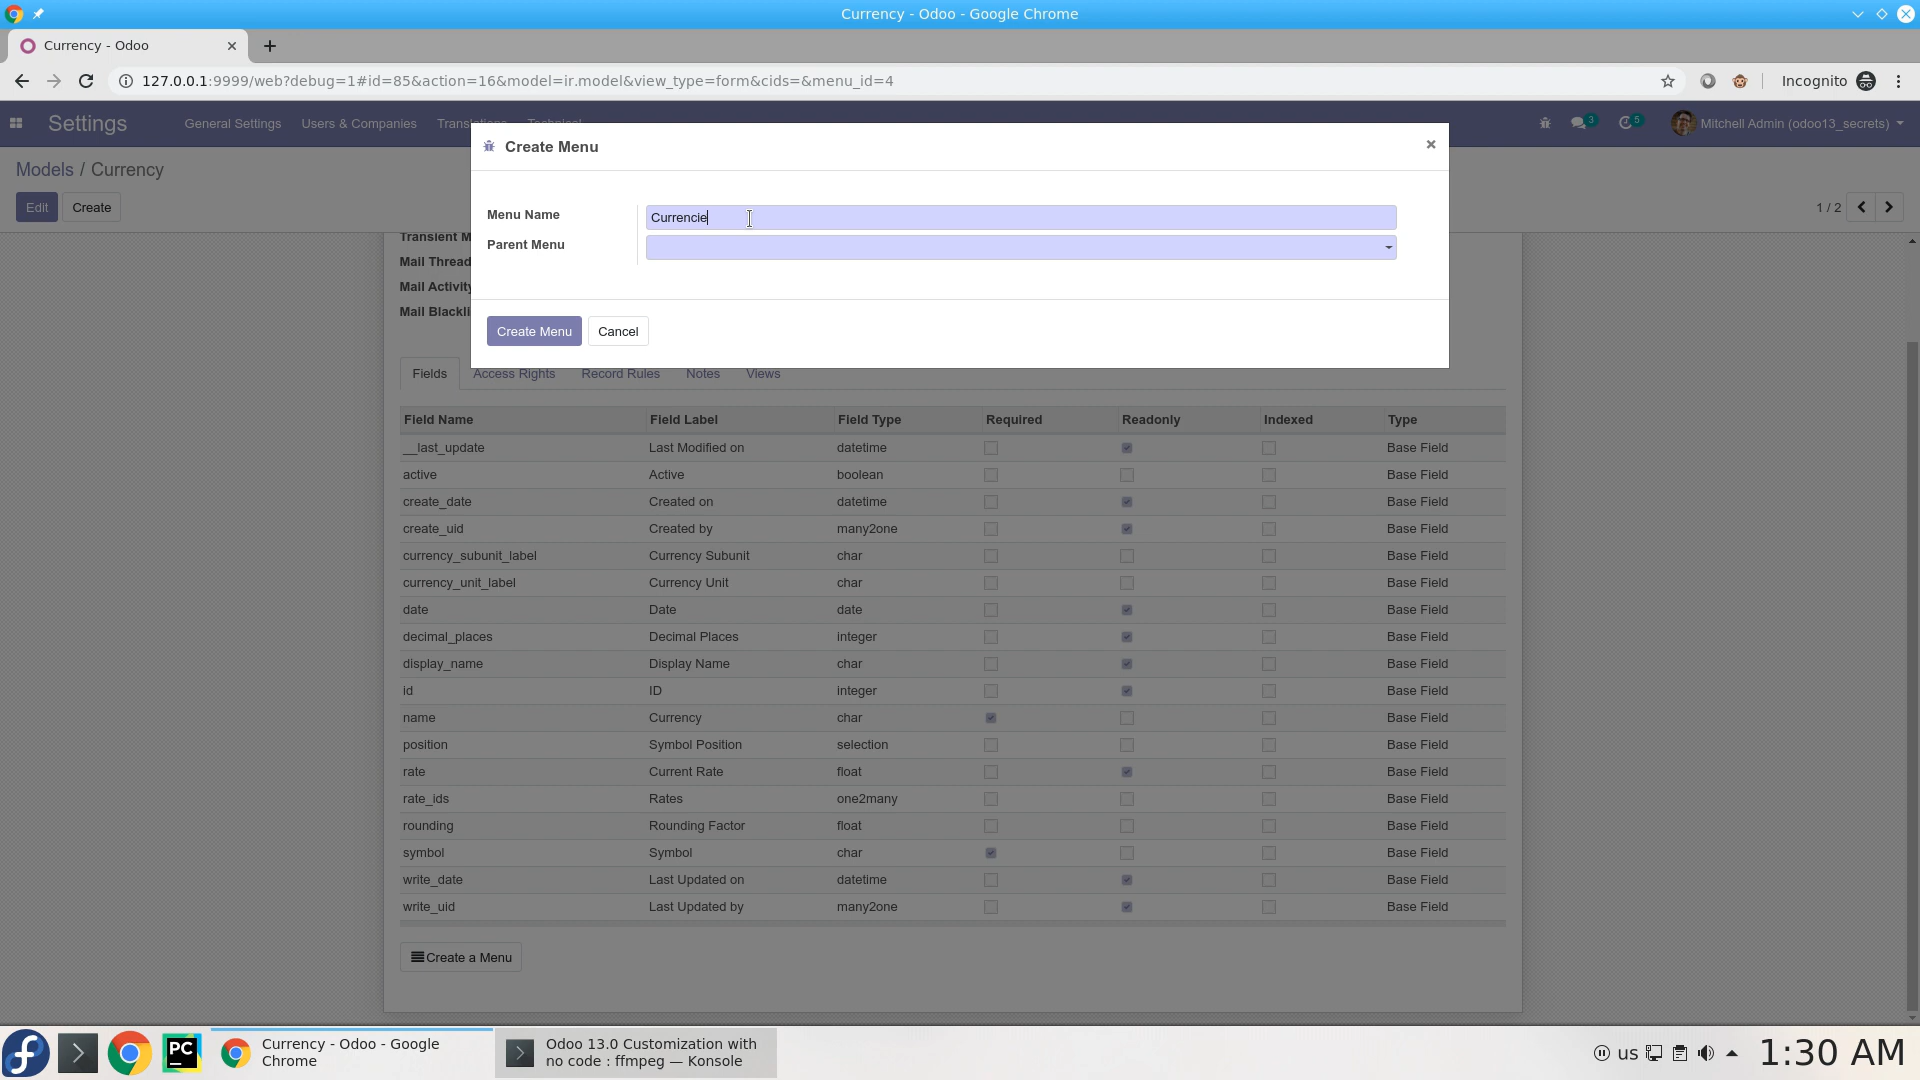 Currency - Odoo - Google Chrome
Currency - Odoo
127.0.0.1:9999/web?debug=1#id=85&action=16&model=ir.model&view_type=form&cids=&menu_id=4
Incognito
Settings General Settings Users & Companies Translations Technical 3 5 Mitchell Admin (odoo13_secrets)
Models / Currency
Edit Create 1 / 2
Create Menu ×
Menu Name Currencie
Parent Menu
Create Menu Cancel
Transient M
Mail Thread
Mail Activity
Mail Blackli
Fields Access Rights Record Rules Notes Views
Field Name Field Label Field Type Required Readonly Indexed Type
__last_update Last Modified on datetime Base Field
active Active boolean Base Field
create_date Created on datetime Base Field
create_uid Created by many2one Base Field
currency_subunit_label Currency Subunit char Base Field
currency_unit_label Currency Unit char Base Field
date Date date Base Field
decimal_places Decimal Places integer Base Field
display_name Display Name char Base Field
id ID integer Base Field
name Currency char Base Field
position Symbol Position selection Base Field
rate Current Rate float Base Field
rate_ids Rates one2many Base Field
rounding Rounding Factor float Base Field
symbol Symbol char Base Field
write_date Last Updated on datetime Base Field
write_uid Last Updated by many2one Base Field
Create a Menu
PC
Currency - Odoo - Google
Chrome
Odoo 13.0 Customization with
no code : ffmpeg — Konsole
us
1:30 AM